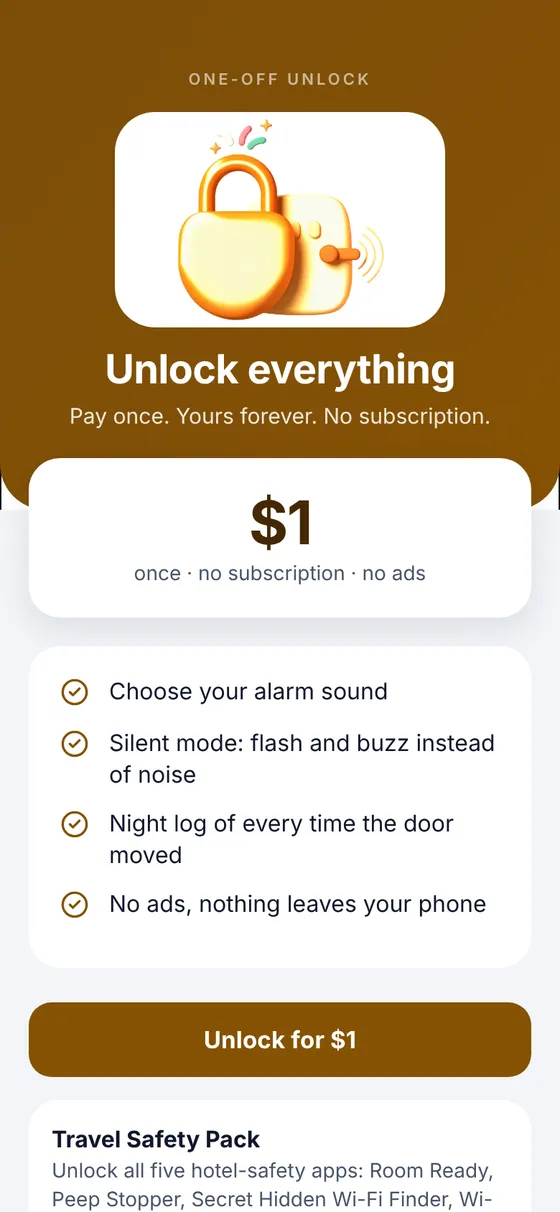 ONE-OFF UNLOCK
Unlock everything
Pay once. Yours forever. No subscription.
$1
once · no subscription · no ads
Choose your alarm sound
Silent mode: flash and buzz instead
of noise
Night log of every time the door
moved
No ads, nothing leaves your phone
Unlock for $1
Travel Safety Pack
Unlock all five hotel-safety apps: Room Ready,
Peep Stopper, Secret Hidden Wi-Fi Finder, Wi-